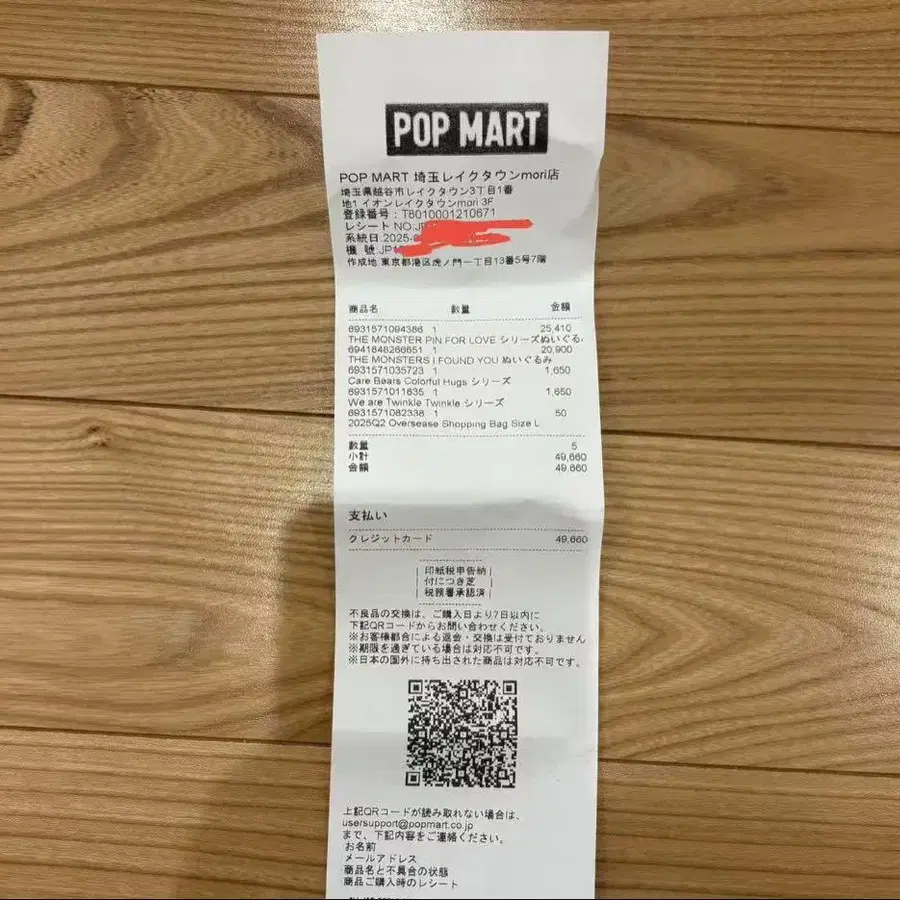 POP MART
POP MART 埼玉レイクタウンmori店
埼玉県越谷市レイクタウン3丁目1番
地1 イオンレイクタウンmori 3F
登録番号：T8010001210671
レシート NO:JP
系統日:2025-0
機 號:JP1
作成地:東京都港区虎ノ門一丁目13番5号7階
商品名 数量 金額
6931571094386 1 25,410
THE MONSTER PIN FOR LOVE シリーズぬいぐる
6941848266651 1 20,900
THE MONSTERS I FOUND YOU ぬいぐるみ
6931571035723 1 1,650
Care Bears Colorful Hugs シリーズ
6931571011635 1 1,650
We are Twinkle Twinkle シリーズ
6931571082338 1 50
2025Q2 Oversease Shopping Bag Size L
数量 5
小計 49,660
金額 49,660
支払い
クレジットカード 49,660
印紙税申告納
付につき芝
税務署承認済
不良品の交換は、ご購入日より7日以内に
下記QRコードからお問い合わせください。
※お客様都合による返金・交換は受付ておりません
※期限を過ぎている場合は対応不可です。
※日本の国外に持ち出された商品は対応不可です。
上記QRコードが読み取れない場合は、
usersupport@popmart.co.jp
まで、下記内容をご連絡ください。
お名前
メールアドレス
商品名と不具合の状態
商品ご購入時のレシート